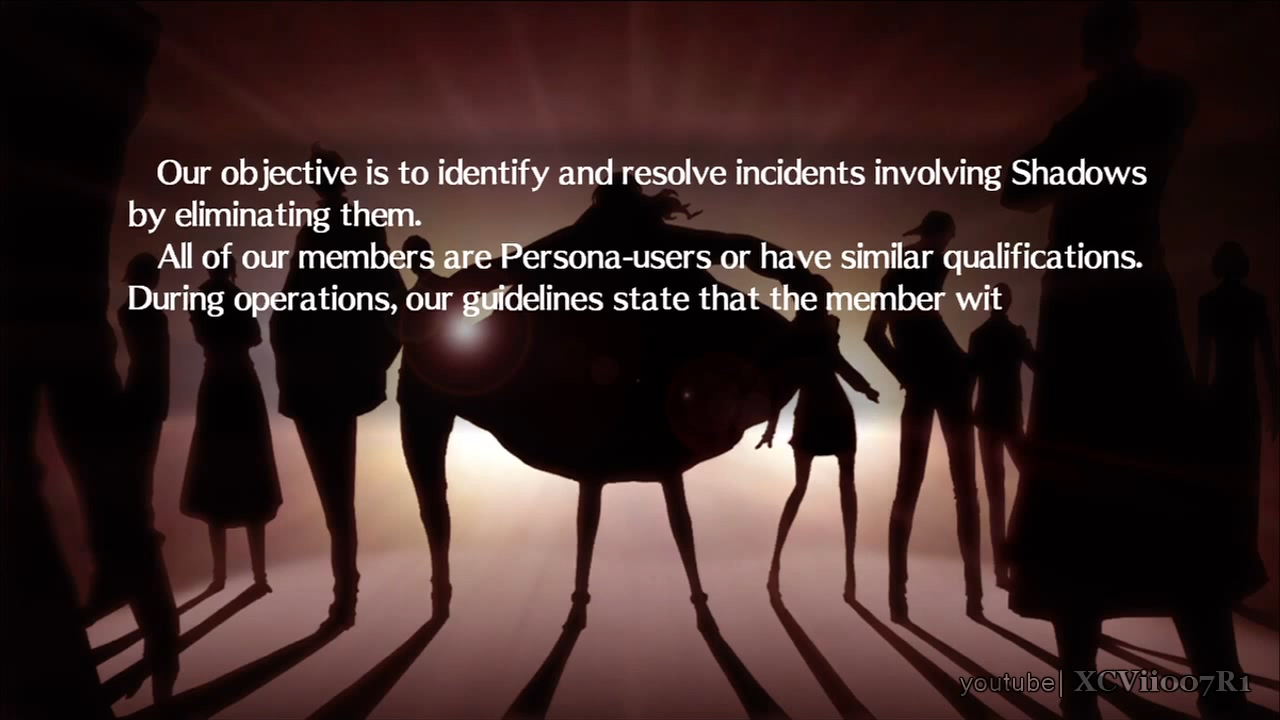 Our objective is to identify and resolve incidents involving Shadows
by eliminating them.
All of our members are Persona-users or have similar qualifications.
During operations, our guidelines state that the member wit
youtube| XCViioo7R1